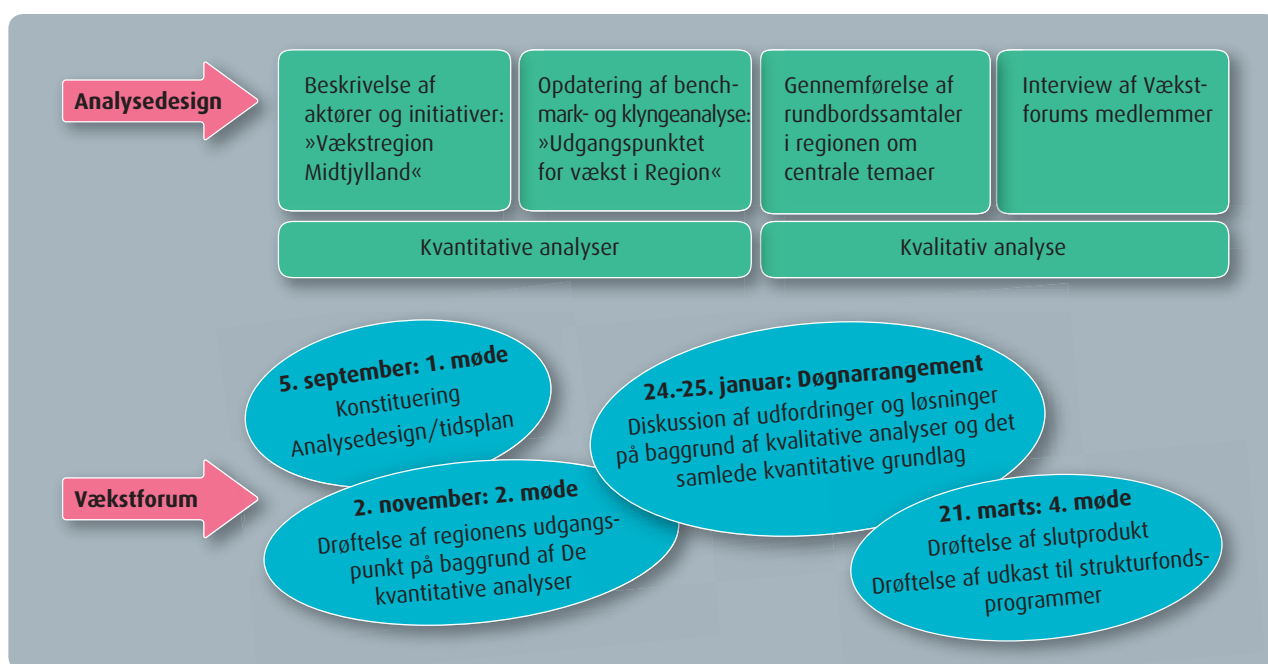 Analysedesign
Beskrivelse af
aktører og initiativer:
»Vækstregion
Midtjylland«
Opdatering af bench-
mark- og klyngeanalyse:
»Udgangspunktet
for vækst i Region«
Gennemførelse af
rundbordssamtaler
i regionen om
centrale temaer
Interview af Vækst-
forums medlemmer
Kvantitative analyser
Kvalitativ analyse
Vækstforum
5. september: 1. møde
Konstituering
Analysedesign/tidsplan
2. november: 2. møde
Drøftelse af regionens udgangs-
punkt på baggrund af De
kvantitative analyser
24.-25. januar: Døgnarrangement
Diskussion af udfordringer og løsninger
på baggrund af kvalitative analyser og det
samlede kvantitative grundlag
21. marts: 4. møde
Drøftelse af slutprodukt
Drøftelse af udkast til strukturfonds-
programmer